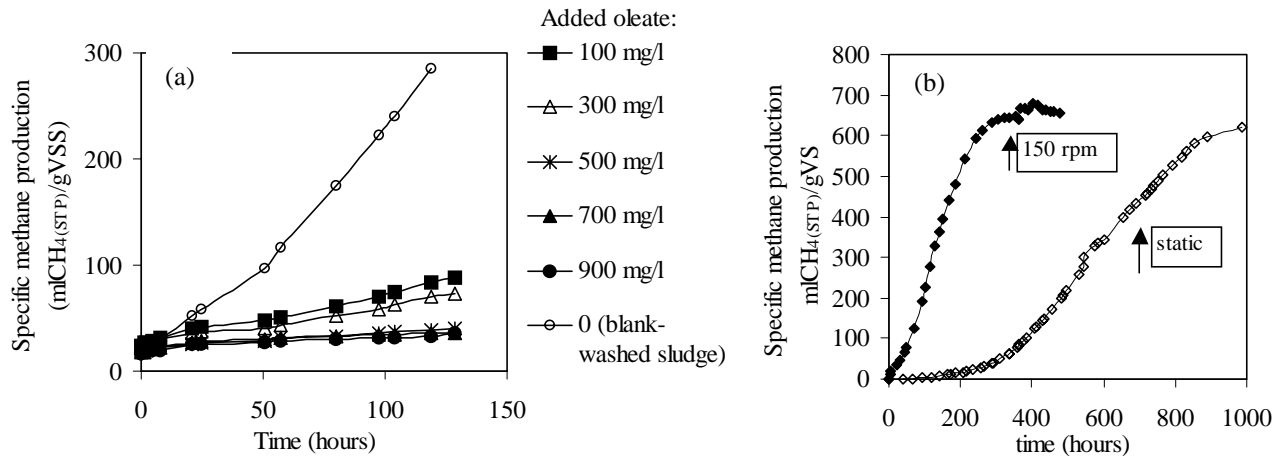 Specific methane production
(mlCH4(STP)/gVSS)
300
200
100
0
(a)
0
50
100
150
Time (hours)
Added oleate:
100 mg/l
300 mg/l
500 mg/l
700 mg/l
900 mg/l
0 (blank-
washed sludge)
Specific methane production
mlCH4(STP)/gVS
800
700
600
500
400
300
200
100
0
(b)
150 rpm
static
0
200
400
600
800
1000
time (hours)